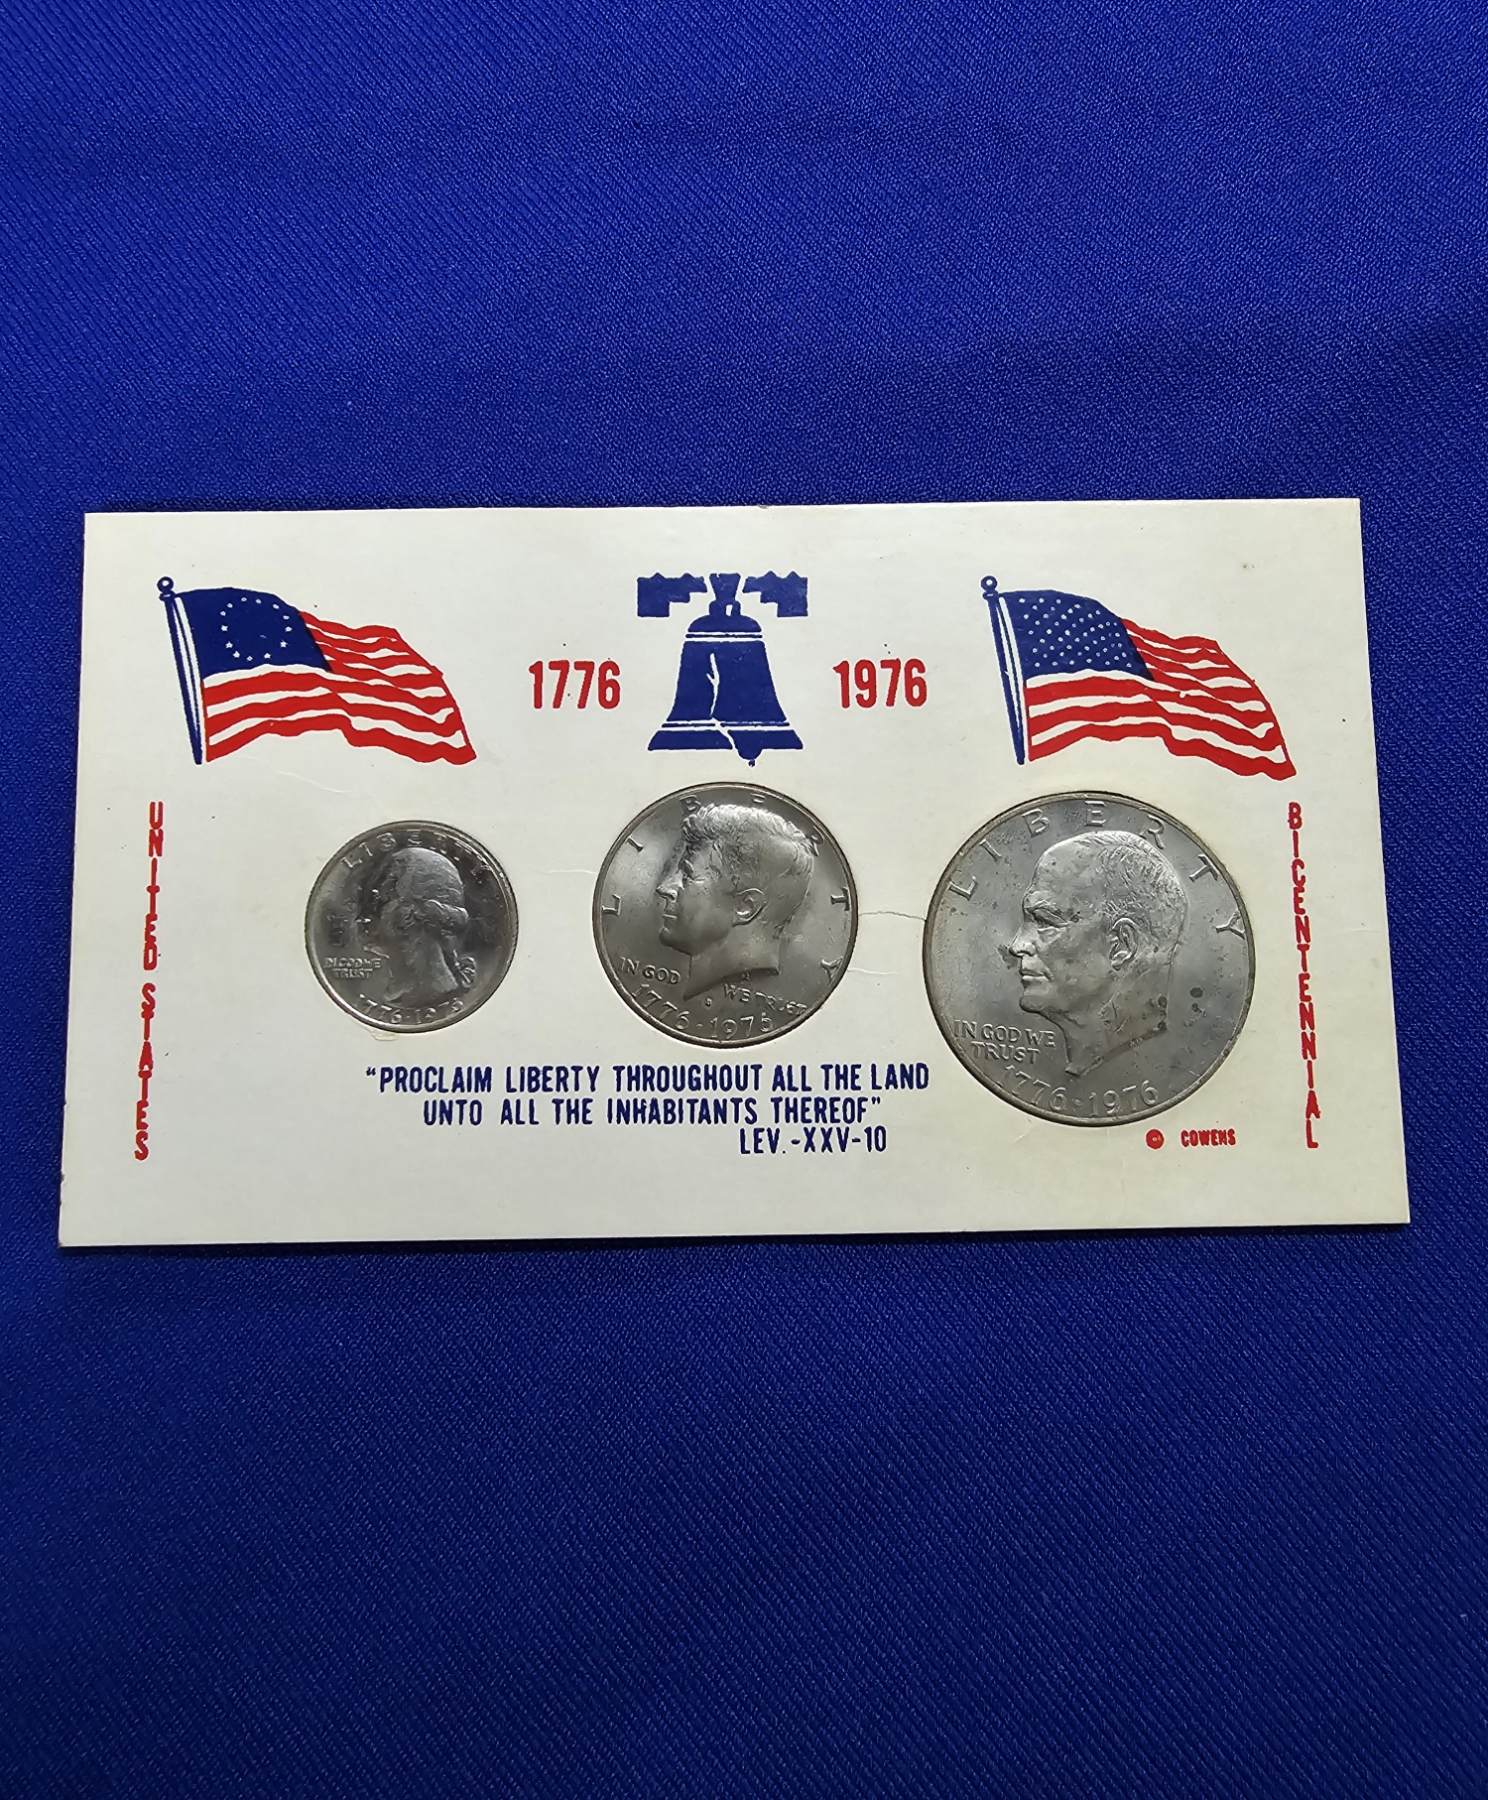 1776 1976
UNITED STATES
BICENTENNIAL
LIBERTY
IN GOD WE
TRUST
1776·1976
LIBERTY
IN GOD WE TRUST
D
1776·1976
LIBERTY
IN GOD WE
TRUST
1776·1976
"PROCLAIM LIBERTY THROUGHOUT ALL THE LAND
UNTO ALL THE INHABITANTS THEREOF"
LEV.-XXV-10
© COWENS